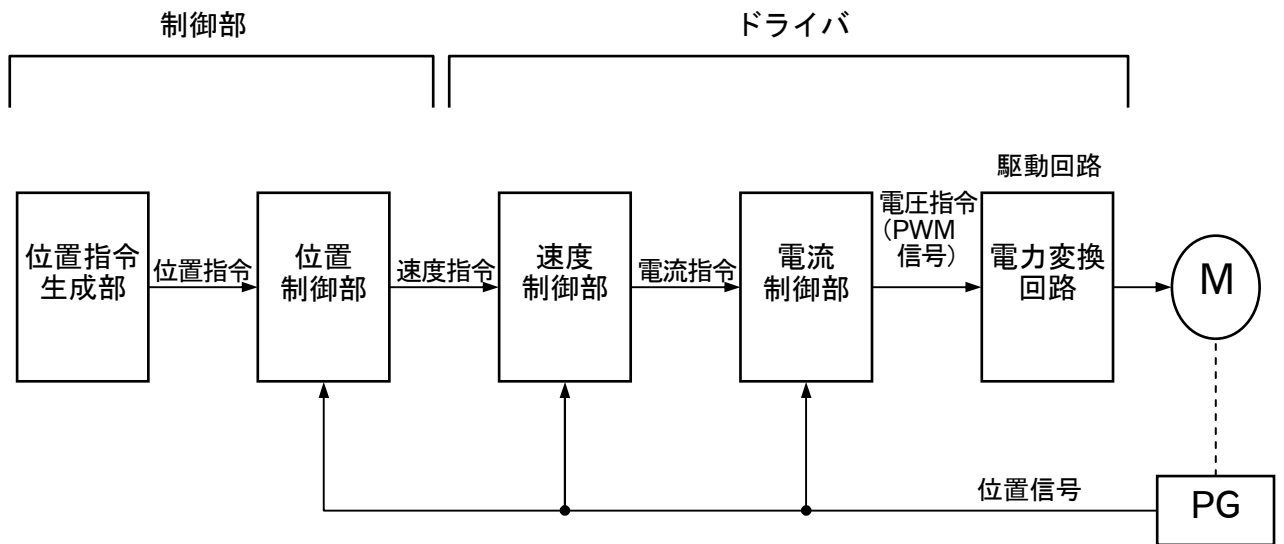 制御部
ドライバ
駆動回路
位置指令
生成部
位置指令
位置
制御部
速度指令
速度
制御部
電流指令
電流
制御部
電圧指令
(PWM
信号)
電力変換
回路
M
位置信号
PG